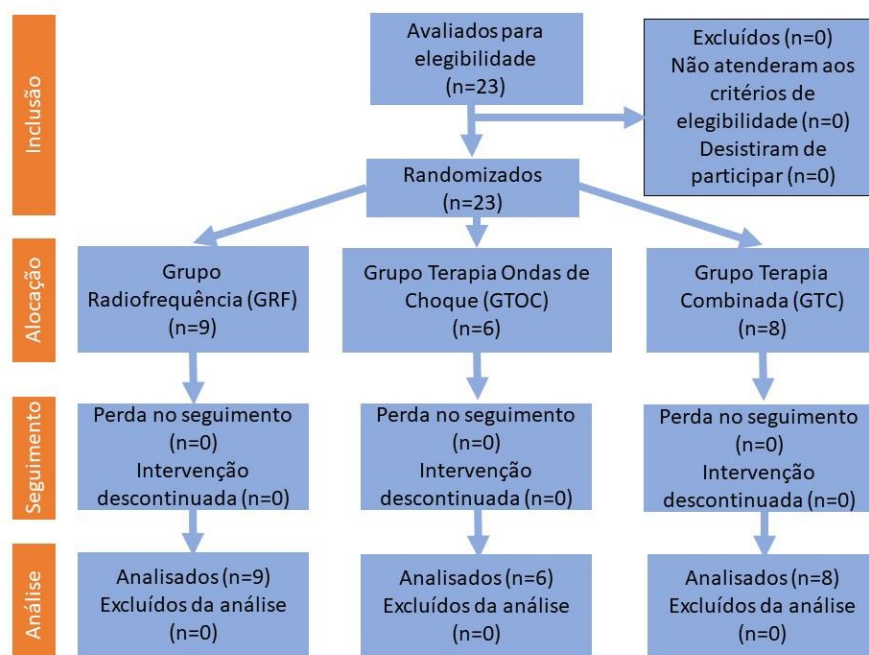 Inclusão
Avaliados para
elegibilidade
(n=23)
Excluídos (n=0)
Não atenderam aos
critérios de
elegibilidade (n=0)
Desistiram de
participar (n=0)
Randomizados
(n=23)
Alocação
Grupo
Radiofrequência (GRF)
(n=9)
Grupo Terapia Ondas de
Choque (GTOC)
(n=6)
Grupo Terapia
Combinada (GTC)
(n=8)
Seguimento
Perda no seguimento
(n=0)
Intervenção
descontinuada (n=0)
Perda no seguimento
(n=0)
Intervenção
descontinuada (n=0)
Perda no seguimento
(n=0)
Intervenção
descontinuada (n=0)
Análise
Analisados (n=9)
Excluídos da análise
(n=0)
Analisados (n=6)
Excluídos da análise
(n=0)
Analisados (n=8)
Excluídos da análise
(n=0)